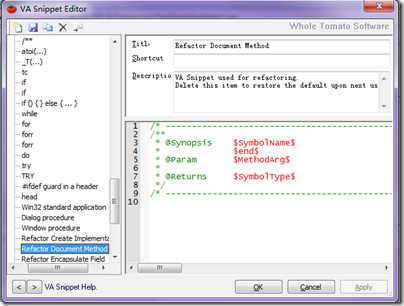 VA Snippet Editor
Whole Tomato Software
/**
atoi(...)
_T(...)
tc
if
if
if () { } else { ... }
while
for
forr
forr
do
try
TRY
#ifdef guard in a header
head
Win32 standard application
Dialog procedure
Window procedure
Refactor Create Implementa
Refactor Document Method
Refactor Encapsulate Field
Title
Refactor Document Method
Shortcut
Descriptio
VA Snippet used for refactoring.
Delete this item to restore the default upon next us
1 /* -----------------------------
2 /**
3 * @Synopsis $SymbolName$
4 * $end$
5 * @Param $MethodArg$
6 *
7 * @Returns $SymbolType$
8 */
9 /* -----------------------------
10
< > VA Snippet Help.
OK
Cancel
Apply